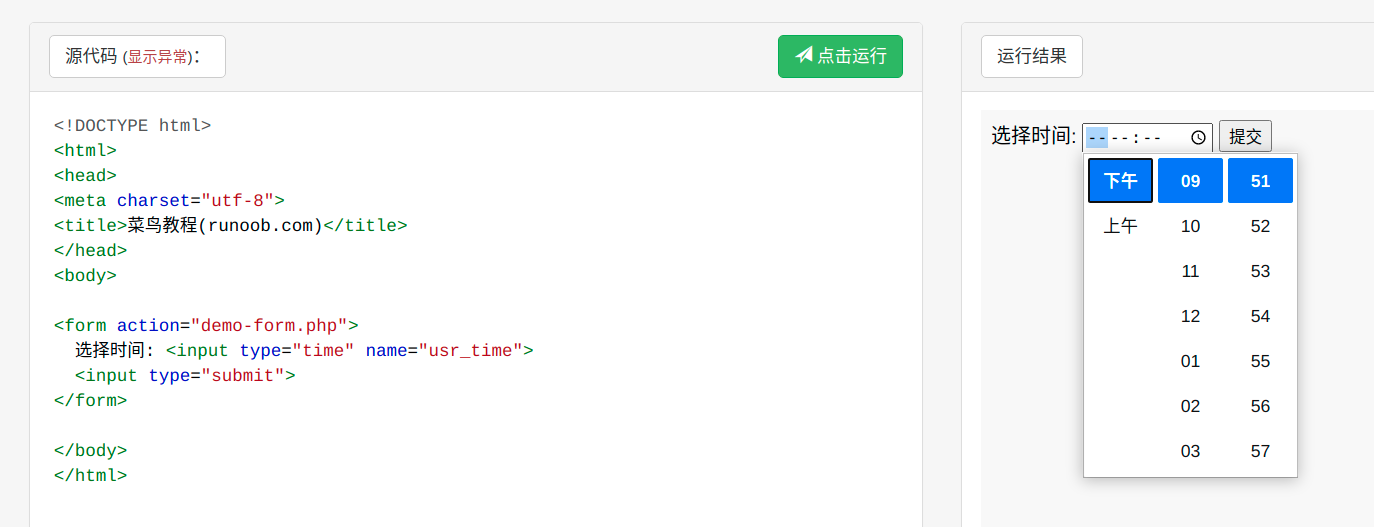 源代码 (显示异常)：
点击运行
<!DOCTYPE html>
<html>
<head>
<meta charset="utf-8">
<title>菜鸟教程(runoob.com)</title>
</head>
<body>
<form action="demo-form.php">
选择时间: <input type="time" name="usr_time">
<input type="submit">
</form>
</body>
</html>
运行结果
选择时间: ----:-- 提交
下午 09 51
上午 10 52
11 53
12 54
01 55
02 56
03 57